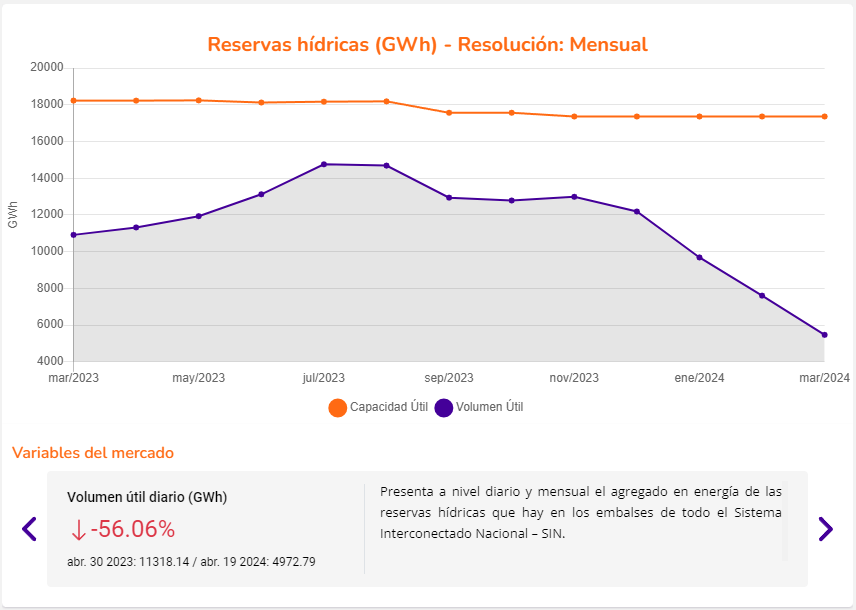 Reservas hídricas (GWh) - Resolución: Mensual
20000
18000
16000
14000
12000
10000
8000
6000
4000
GWh
mar/2023 may/2023 jul/2023 sep/2023 nov/2023 ene/2024 mar/2024
Capacidad Útil Volumen Útil
Variables del mercado
Volumen útil diario (GWh)
↓-56.06%
abr. 30 2023: 11318.14 / abr. 19 2024: 4972.79
Presenta a nivel diario y mensual el agregado en energía de las
reservas hídricas que hay en los embalses de todo el Sistema
Interconectado Nacional – SIN.